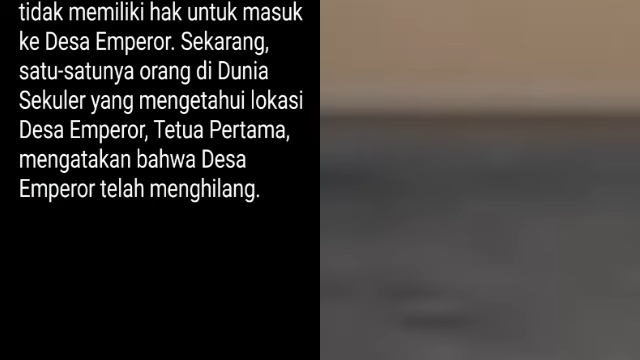 tidak memiliki hak untuk masuk
ke Desa Emperor. Sekarang,
satu-satunya orang di Dunia
Sekuler yang mengetahui lokasi
Desa Emperor, Tetua Pertama,
mengatakan bahwa Desa
Emperor telah menghilang.